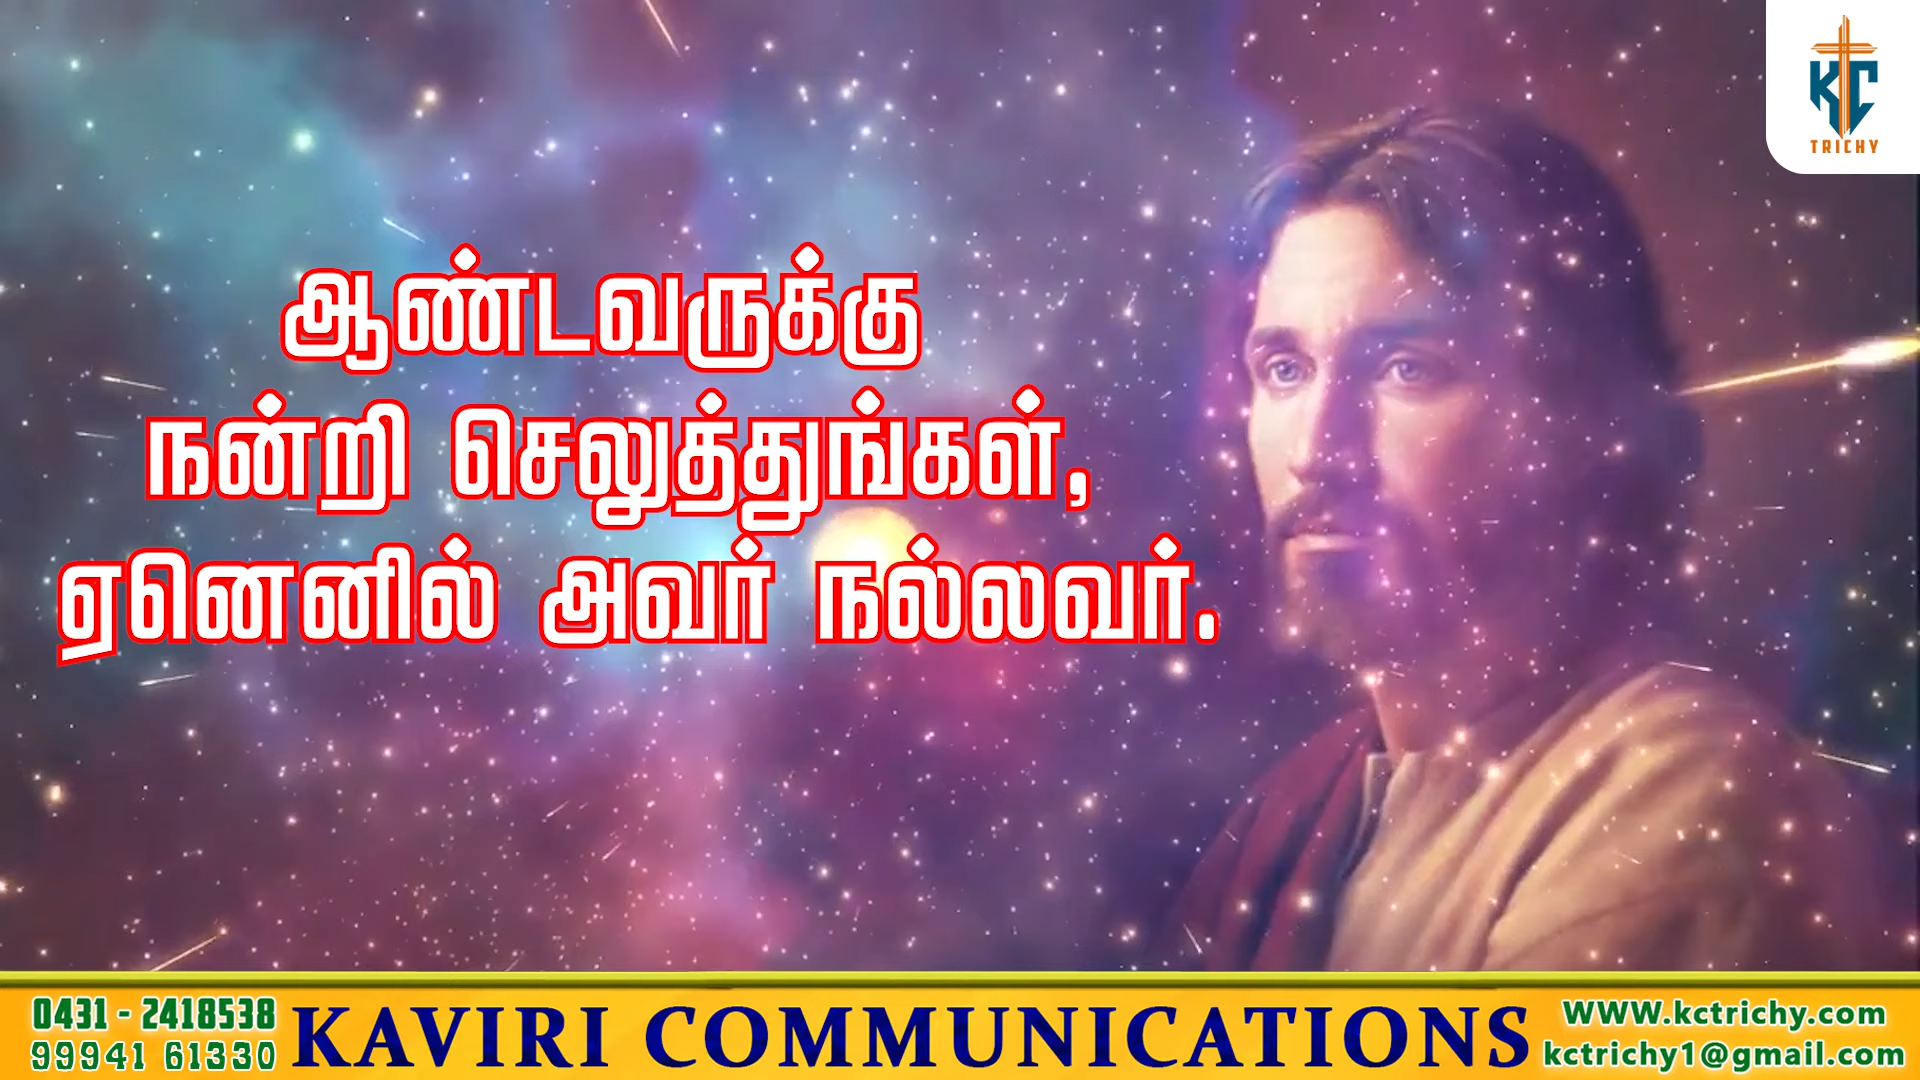 KC
TRICHY
ஆண்டவருக்கு
நன்றி செலுத்துங்கள்,
ஏனெனில் அவர் நல்லவர்.
0431 - 2418538
99941 61330
KAVIRI COMMUNICATIONS
www.kctrichy.com
kctrichy1@gmail.com